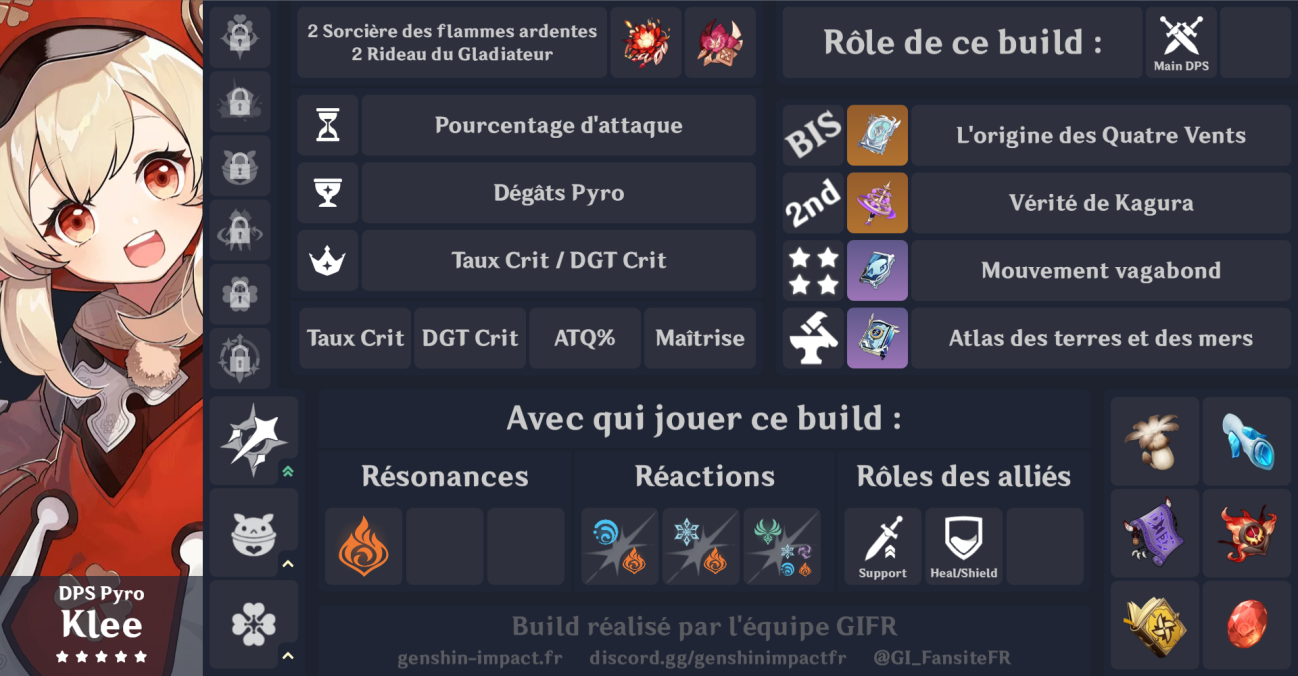 2 Sorcière des flammes ardentes
2 Rideau du Gladiateur
Rôle de ce build :
Main DPS
Pourcentage d'attaque
Dégâts Pyro
Taux Crit / DGT Crit
Taux Crit
DGT Crit
ATQ%
Maîtrise
BIS
L'origine des Quatre Vents
2nd
Vérité de Kagura
Mouvement vagabond
Atlas des terres et des mers
Avec qui jouer ce build :
Résonances
Réactions
Rôles des alliés
Support
Heal/Shield
DPS Pyro
Klee
Build réalisé par l'équipe GIFR
genshin-impact.fr discord.gg/genshinimpactfr @GI_FansiteFR